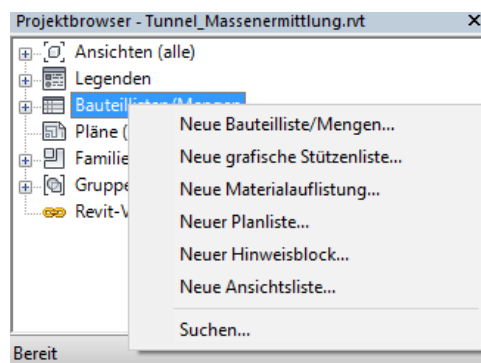 Projektbrowser - Tunnel_Massenermittlung.rvt
Ansichten (alle)
Legenden
Bauteillisten/Mengen
Pläne (
Familie
Gruppe
Revit-V
Neue Bauteilliste/Mengen...
Neue grafische Stützenliste...
Neue Materialauflistung...
Neuer Planliste...
Neuer Hinweisblock...
Neue Ansichtsliste...
Suchen...
Bereit